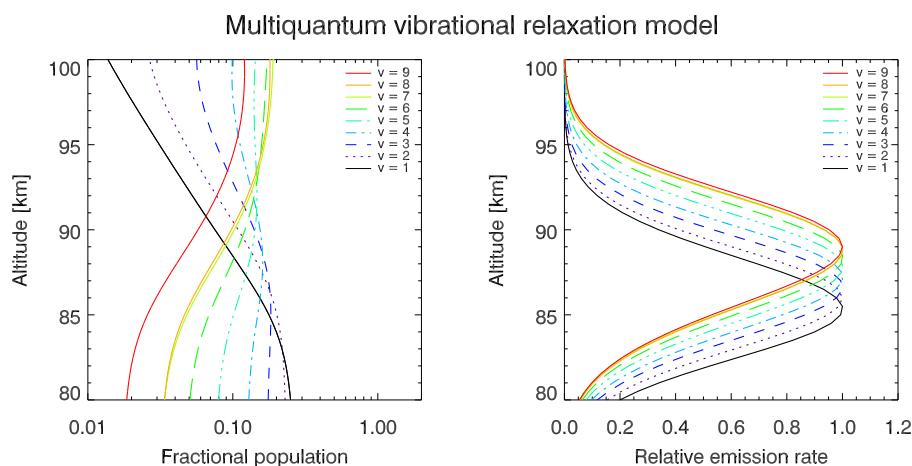 Multiquantum vibrational relaxation model
100
95
90
85
80
Altitude [km]
0.01
0.10
1.00
Fractional population
v = 9
v = 8
v = 7
v = 6
v = 5
v = 4
v = 3
v = 2
v = 1
100
95
90
85
80
Altitude [km]
0.0
0.2
0.4
0.6
0.8
1.0
1.2
Relative emission rate
v = 9
v = 8
v = 7
v = 6
v = 5
v = 4
v = 3
v = 2
v = 1